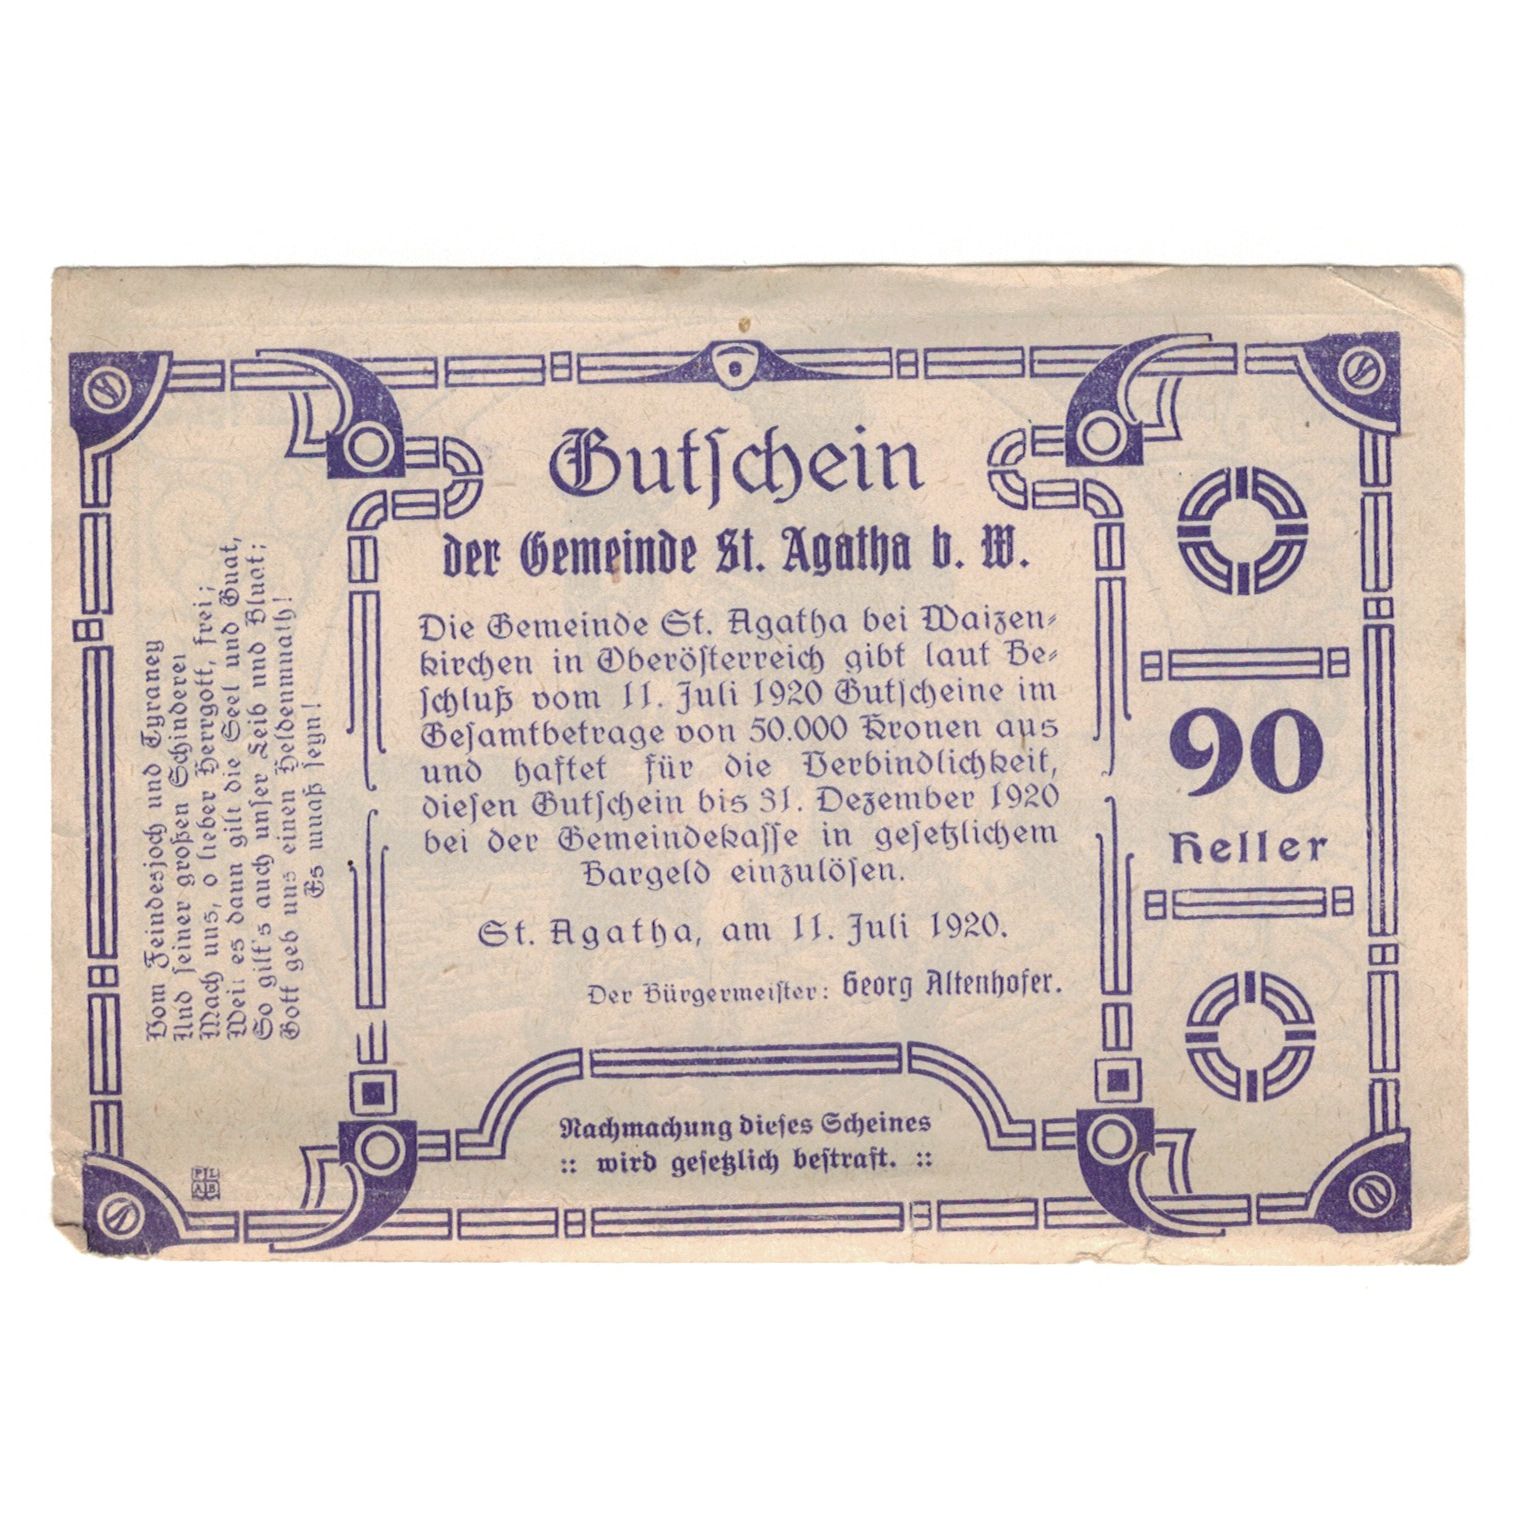 Gutschein
der Gemeinde St. Agatha b. W.
Die Gemeinde St. Agatha bei Waizen-
kirchen in Oberösterreich gibt laut Be-
schluß vom 11. Juli 1920 Gutscheine im
Gesamtbetrage von 50.000 Kronen aus
und haftet für die Verbindlichkeit,
diesen Gutschein bis 31. Dezember 1920
bei der Gemeindekasse in gesetzlichem
Bargeld einzulösen.
St. Agatha, am 11. Juli 1920.
Der Bürgermeister: Georg Altenhofer.
Nachmachung dieses Scheines
:: wird gesetzlich bestraft. ::
90
Heller
Vom Feindesjoch und Tyraney
Und seiner großen Schinderei
Mach uns, o lieber Herrgott, frei;
Weil es dann gilt die Seel und Guat,
So gilt's auch unser Leib und Bluat;
Gott geb uns einen Heldenmuath!
Es muaß seyn!